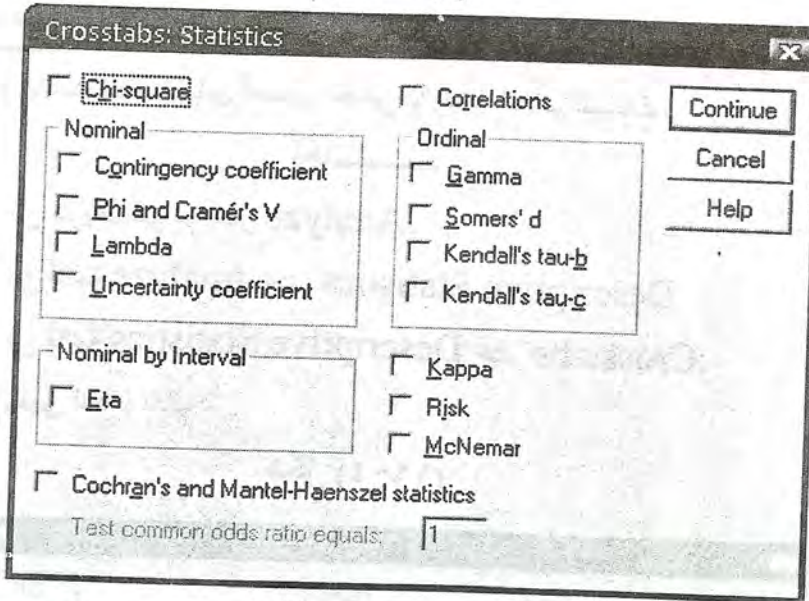 Crosstabs: Statistics
Chi-square
Correlations
Continue
Nominal
Ordinal
Cancel
Contingency coefficient
Gamma
Help
Phi and Cramér's V
Somers' d
Lambda
Kendall's tau-b
Uncertainty coefficient
Kendall's tau-c
Nominal by Interval
Kappa
Eta
Risk
McNemar
Cochran's and Mantel-Haenszel statistics
Test common odds ratio equals: 1